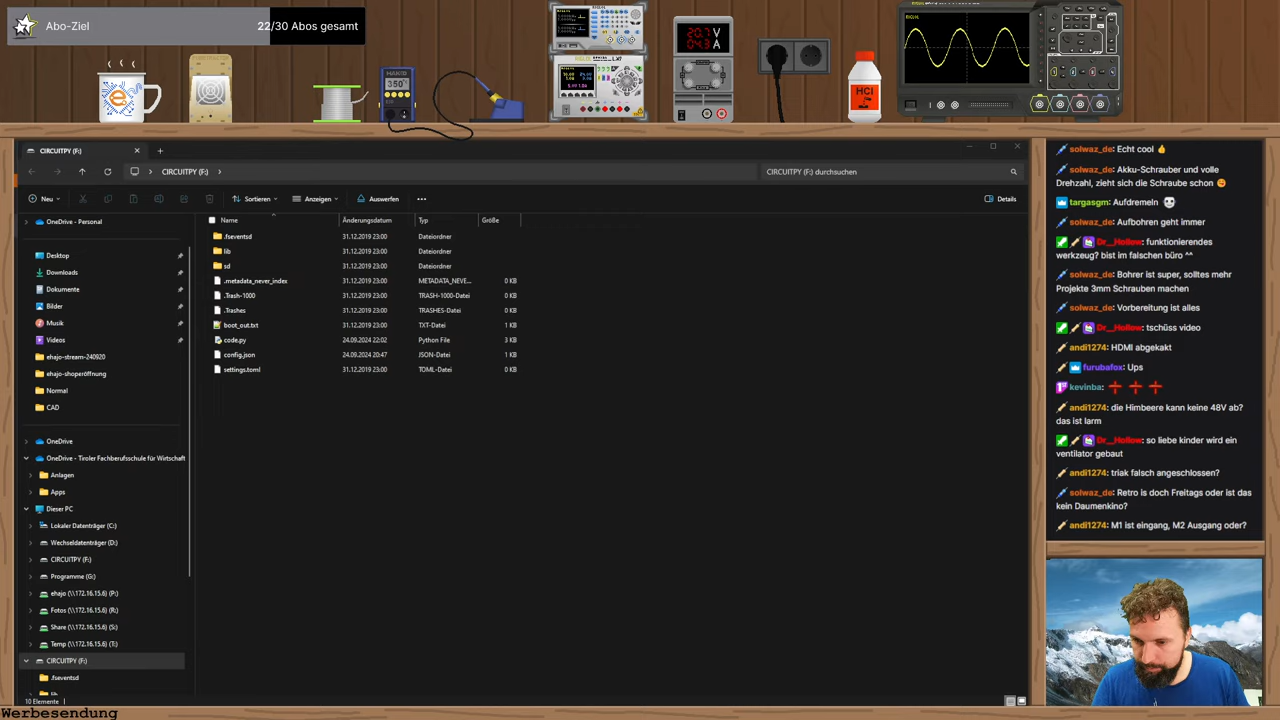 Abo-Ziel
22/30 Abos gesamt
RIGOL
HAKKO
350°
20.7 V
04.3 A
HCl
RIGOL
CIRCUITPY (F:)
CIRCUITPY (F:)
CIRCUITPY (F:) durchsuchen
Neu
Sortieren
Anzeigen
Auswerfen
Details
Name
Änderungsdatum
Typ
Größe
.fseventsd 31.12.2019 23:00 Dateiordner
lib 31.12.2019 23:00 Dateiordner
sd 31.12.2019 23:00 Dateiordner
.metadata_never_index 31.12.2019 23:00 METADATA_NEVE... 0 KB
.Trash-1000 31.12.2019 23:00 TRASH-1000-Datei 0 KB
.Trashes 31.12.2019 23:00 TRASHES-Datei 0 KB
boot_out.txt 31.12.2019 23:00 TXT-Datei 1 KB
code.py 24.09.2024 22:02 Python File 3 KB
config.json 24.09.2024 20:47 JSON-Datei 1 KB
settings.toml 31.12.2019 23:00 TOML-Datei 0 KB
OneDrive - Personal
Desktop
Downloads
Dokumente
Bilder
Musik
Videos
ehajo-stream-240920
ehajo-shoperöffnung
Normal
CAD
OneDrive
OneDrive - Tiroler Fachberufsschule für Wirtschaft
Anlagen
Apps
Dieser PC
Lokaler Datenträger (C:)
Wechseldatenträger (D:)
CIRCUITPY (F:)
Programme (G:)
ehajo (\\172.16.15.6) (P:)
Fotos (\\172.16.15.6) (R:)
Share (\\172.16.15.6) (S:)
Temp (\\172.16.15.6) (T:)
CIRCUITPY (F:)
.fseventsd
lib
10 Elemente
Werbesendung
solwaz_de: Echt cool
solwaz_de: Akku-Schrauber und volle
Drehzahl, zieht sich die Schraube schon
targasgm: Aufdremeln
solwaz_de: Aufbohren geht immer
Dr__Hollow: funktionierendes
werkzeug? bist im falschen büro ^^
solwaz_de: Bohrer ist super, solltes mehr
Projekte 3mm Schrauben machen
solwaz_de: Vorbereitung ist alles
Dr__Hollow: tschüss video
andi1274: HDMI abgekakt
furubafox: Ups
kevinba:
andi1274: die Himbeere kann keine 48V ab?
das ist larm
Dr__Hollow: so liebe kinder wird ein
ventilator gebaut
andi1274: triak falsch angeschlossen?
solwaz_de: Retro is doch Freitags oder ist das
kein Daumenkino?
andi1274: M1 ist eingang, M2 Ausgang oder?